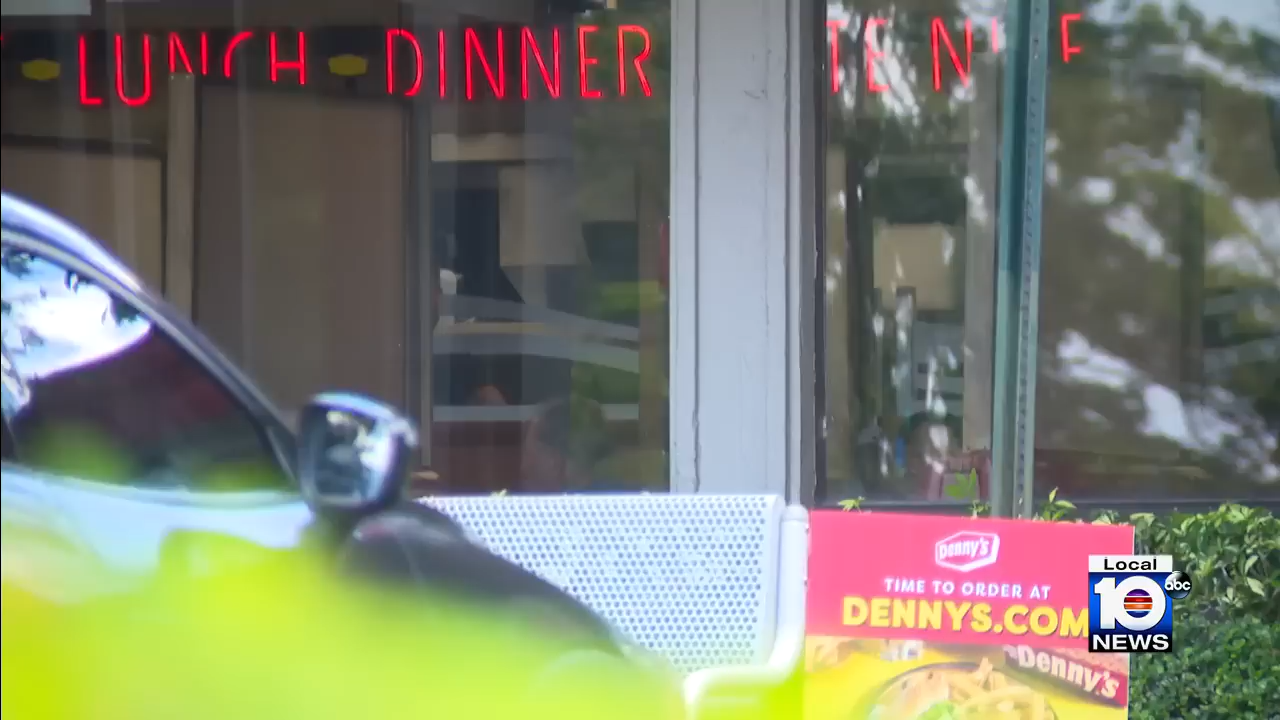 LUNCH DINNER
Denny's
TIME TO ORDER AT
DENNYS.COM
Denny's
Local
10
abc
NEWS